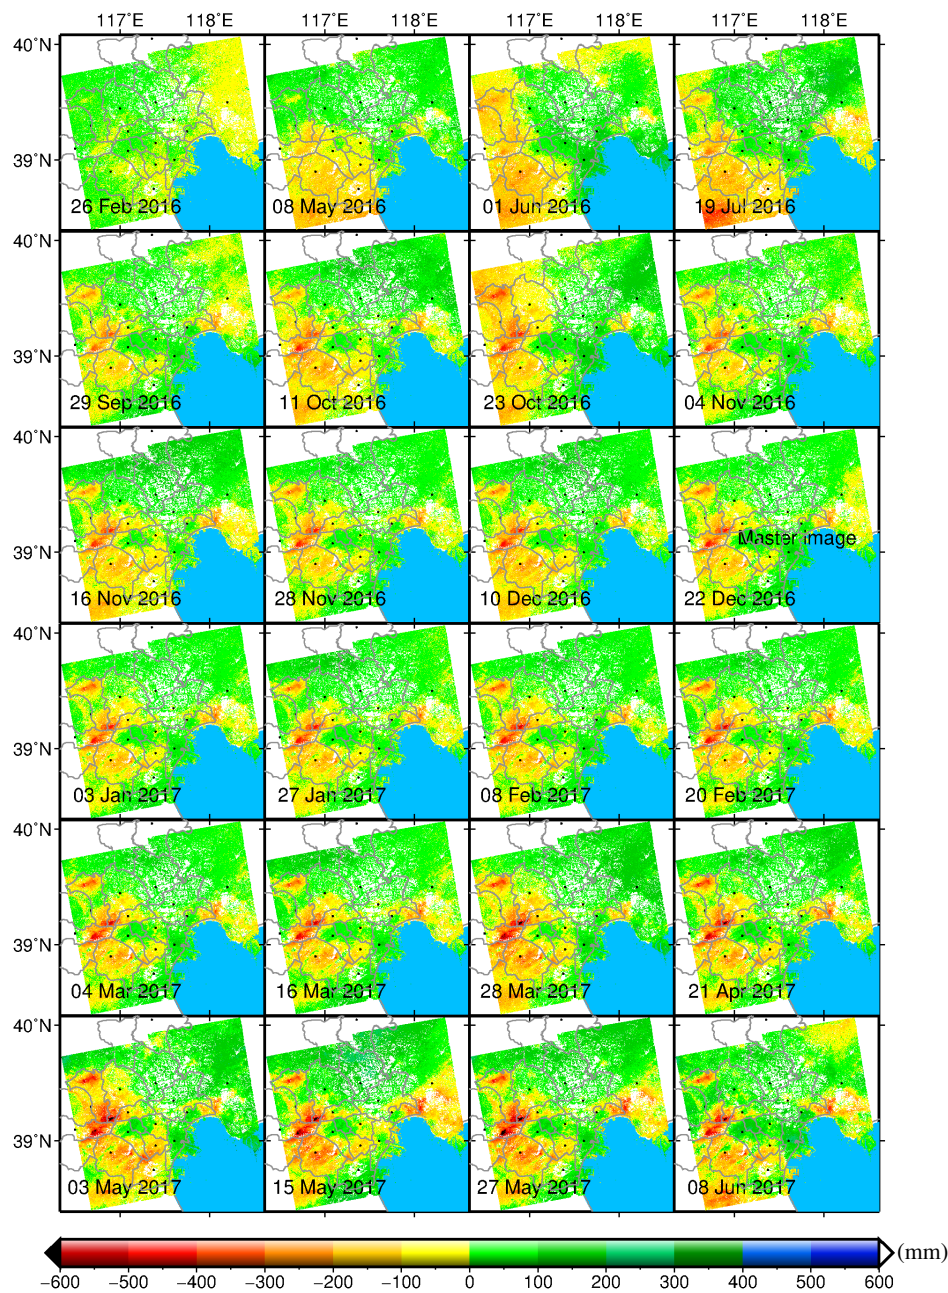 117°E 118°E 117°E 118°E 117°E 118°E 117°E 118°E
40°N
39°N
26 Feb 2016 08 May 2016 01 Jun 2016 19 Jul 2016
40°N
39°N
29 Sep 2016 11 Oct 2016 23 Oct 2016 04 Nov 2016
40°N
Master image
39°N
16 Nov 2016 28 Nov 2016 10 Dec 2016 22 Dec 2016
40°N
39°N
03 Jan 2017 27 Jan 2017 08 Feb 2017 20 Feb 2017
40°N
39°N
04 Mar 2017 16 Mar 2017 28 Mar 2017 21 Apr 2017
40°N
39°N
03 May 2017 15 May 2017 27 May 2017 08 Jun 2017
(mm)
−600 −500 −400 −300 −200 −100 0 100 200 300 400 500 600